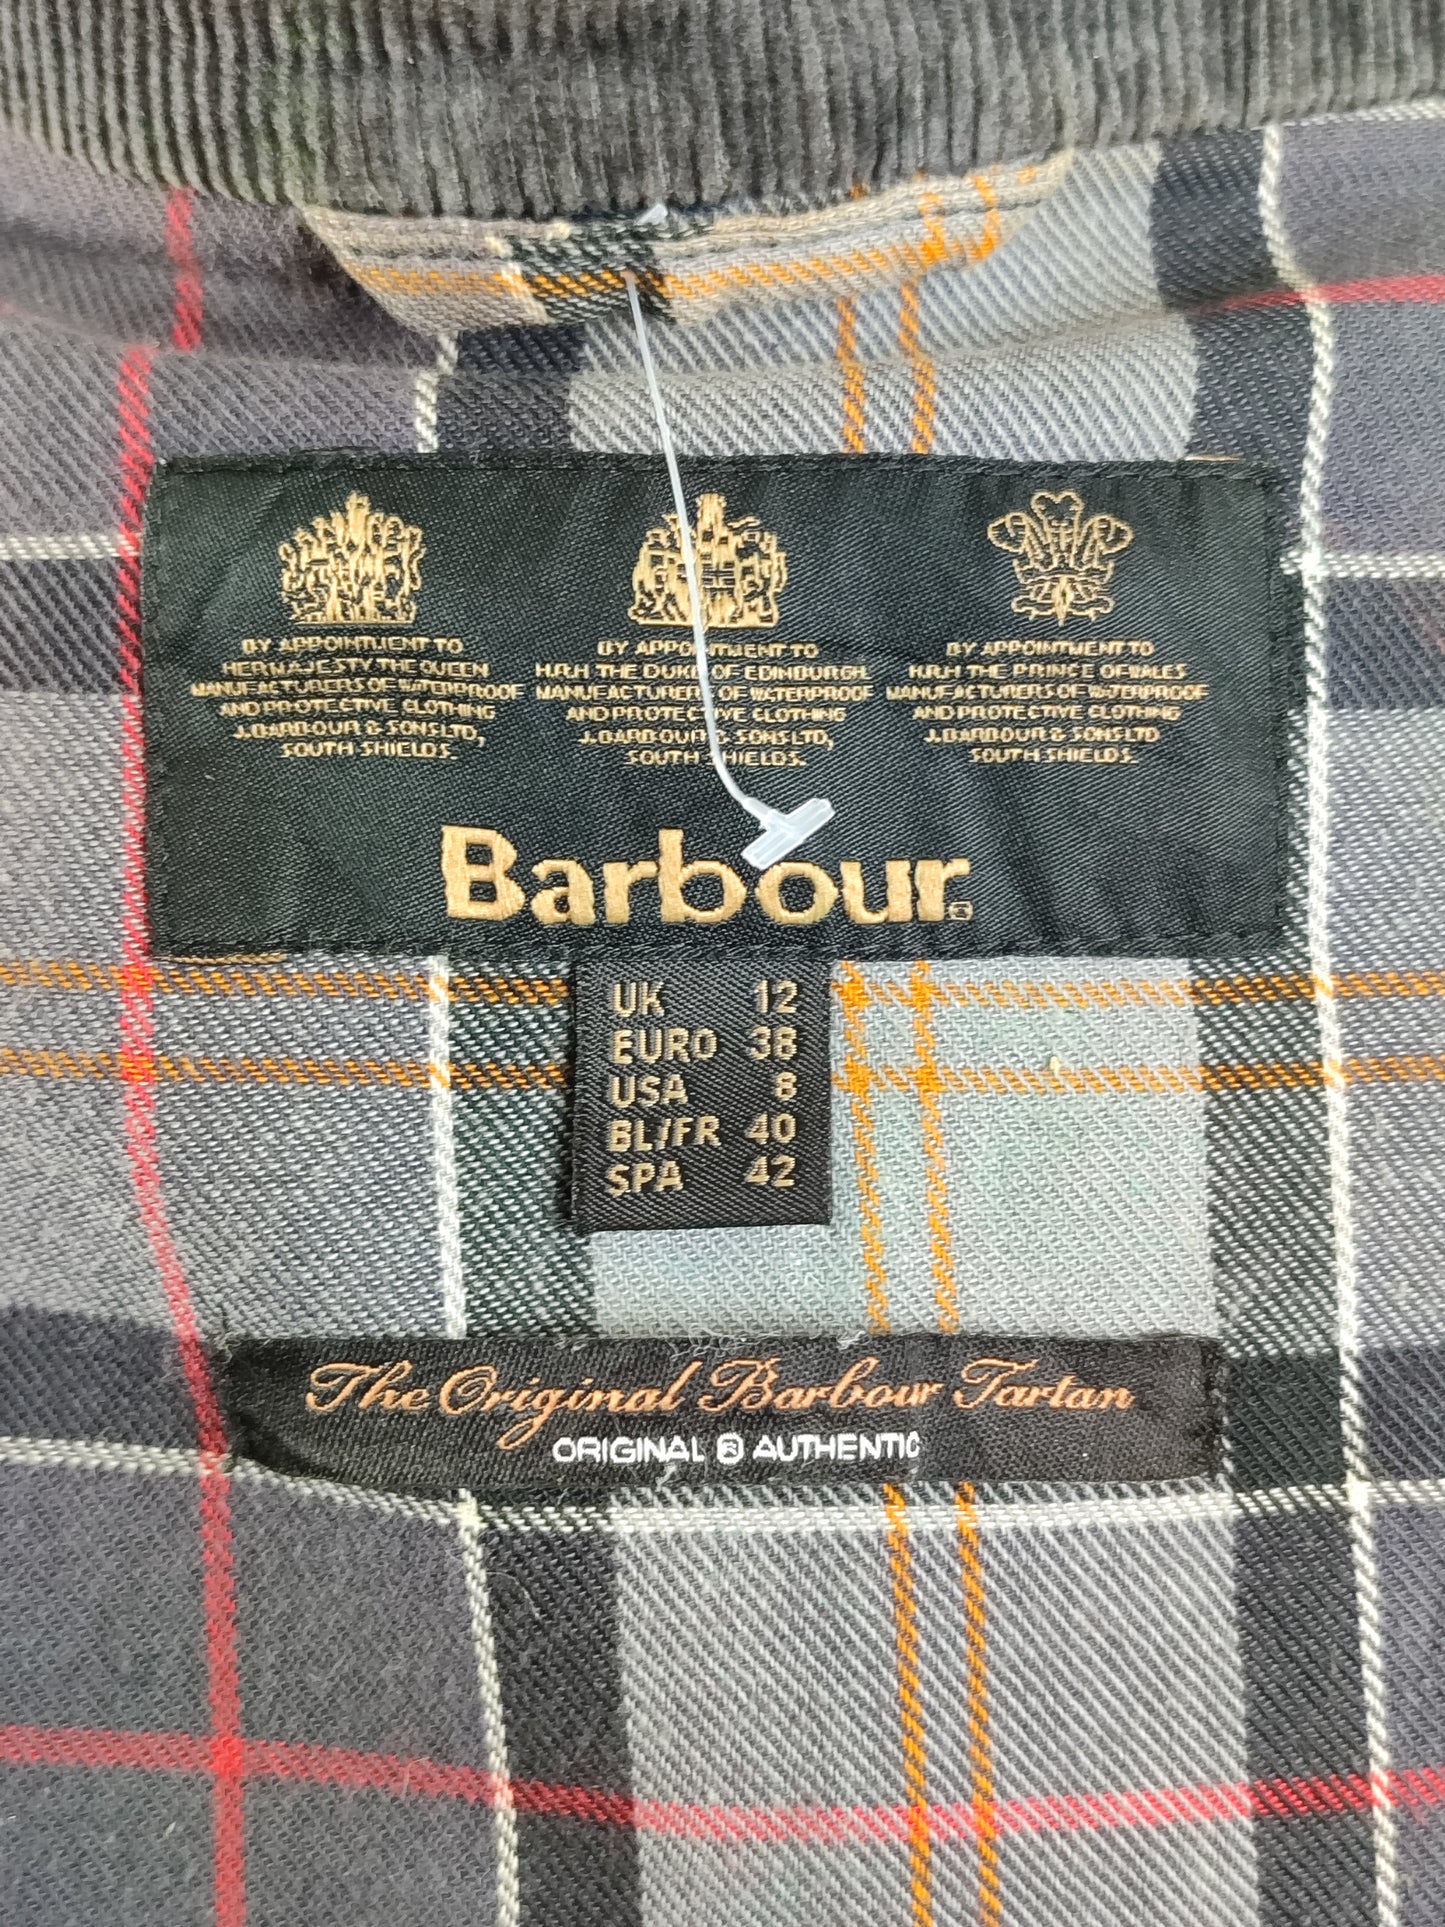 BY APPOINTMENT TO
HER MAJESTY THE QUEEN
MANUFACTURERS OF WATERPROOF
AND PROTECTIVE CLOTHING
J. BARBOUR & SONS LTD,
SOUTH SHIELDS.
BY APPOINTMENT TO
H.R.H THE DUKE OF EDINBURGH
MANUFACTURERS OF WATERPROOF
AND PROTECTIVE CLOTHING
J. BARBOUR & SONS LTD,
SOUTH SHIELDS.
BY APPOINTMENT TO
H.R.H THE PRINCE OF WALES
MANUFACTURERS OF WATERPROOF
AND PROTECTIVE CLOTHING
J. BARBOUR & SONS LTD
SOUTH SHIELDS.
Barbour®
UK 12
EURO 38
USA 8
BL/FR 40
SPA 42
The Original Barbour Tartan
ORIGINAL ® AUTHENTIC